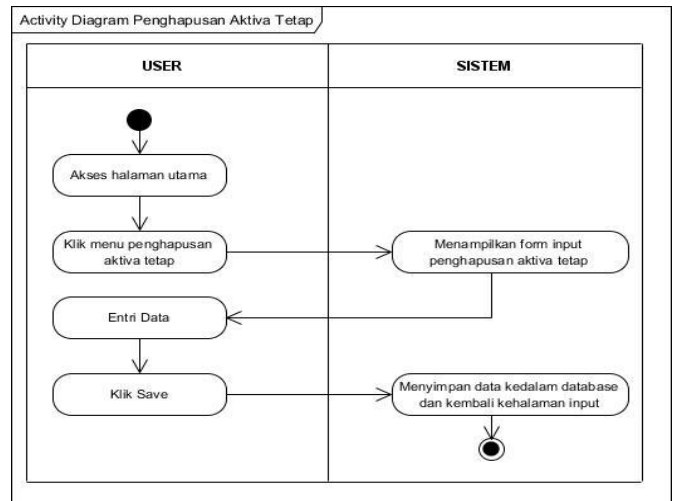 Activity Diagram Penghapusan Aktiva Tetap
USER
SISTEM
Akses halaman utama
Klik menu penghapusan
aktiva tetap
Menampilkan form input
penghapusan aktiva tetap
Entri Data
Klik Save
Menyimpan data kedalam database
dan kembali kehalaman input